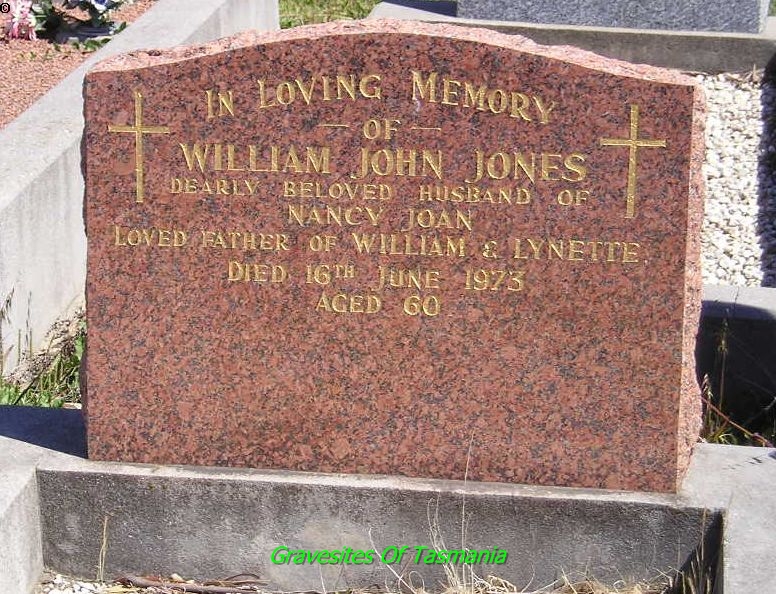 IN LOVING MEMORY
— OF —
WILLIAM JOHN JONES
DEARLY BELOVED HUSBAND OF
NANCY JOAN
LOVED FATHER OF WILLIAM & LYNETTE.
DIED 16TH JUNE 1973
AGED 60
Gravesites Of Tasmania